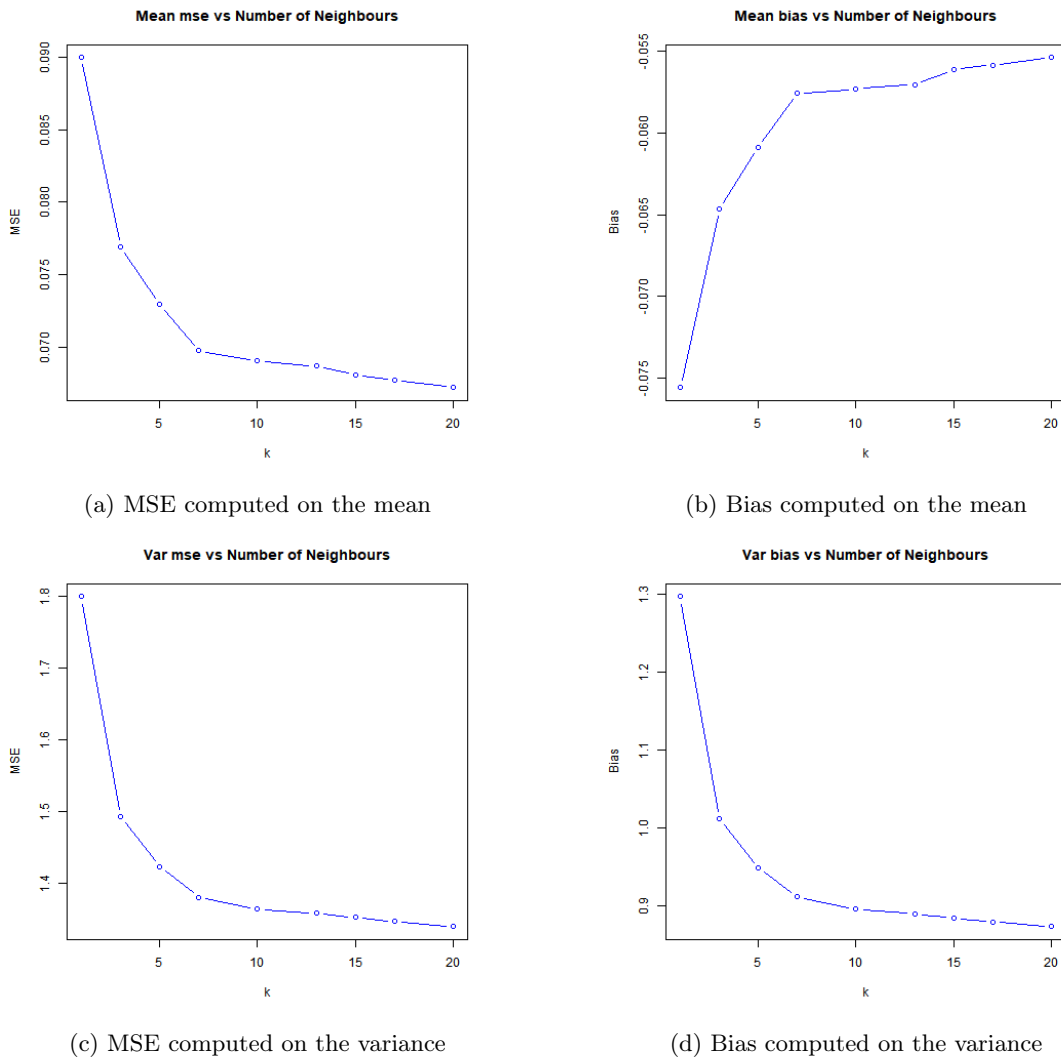 Mean mse vs Number of Neighbours
MSE
0.090
0.085
0.080
0.075
0.070
5 10 15 20
k
(a) MSE computed on the mean
Mean bias vs Number of Neighbours
Bias
-0.055
-0.060
-0.065
-0.070
-0.075
5 10 15 20
k
(b) Bias computed on the mean
Var mse vs Number of Neighbours
MSE
1.8
1.7
1.6
1.5
1.4
5 10 15 20
k
(c) MSE computed on the variance
Var bias vs Number of Neighbours
Bias
1.3
1.2
1.1
1.0
0.9
5 10 15 20
k
(d) Bias computed on the variance